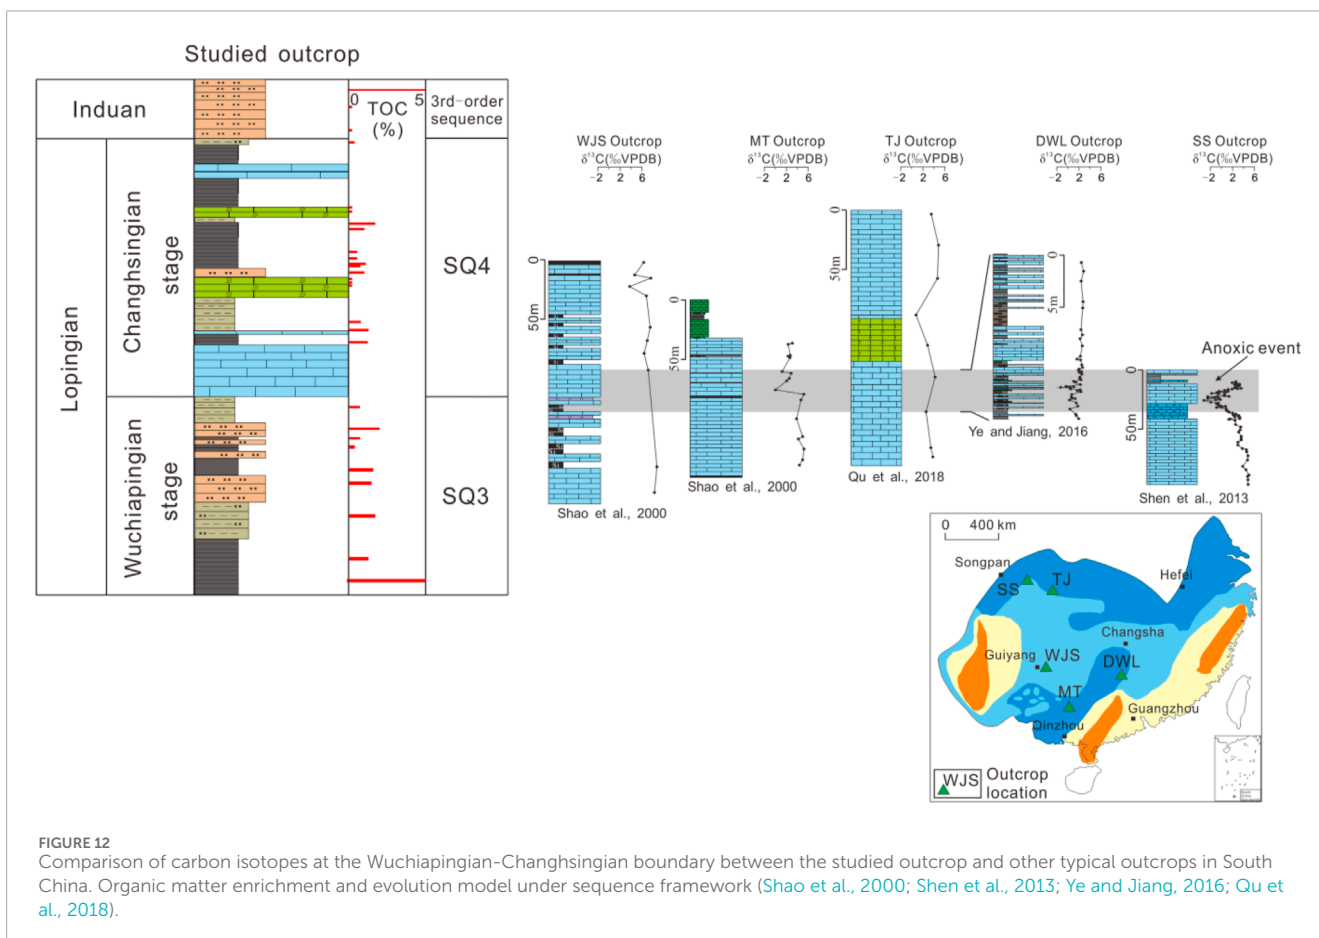 Studied outcrop
Induan
0 5
TOC
(%)
3rd-order
sequence
Lopingian
Changhsingian
stage
SQ4
Wuchiapingian
stage
SQ3
WJS Outcrop
δ¹³C(‰VPDB)
-2 2 6
0
50m
Shao et al., 2000
MT Outcrop
δ¹³C(‰VPDB)
-2 2 6
0
50m
Shao et al., 2000
TJ Outcrop
δ¹³C(‰VPDB)
-2 2 6
0
50m
Qu et al., 2018
DWL Outcrop
δ¹³C(‰VPDB)
-2 2 6
0
5m
Ye and Jiang, 2016
SS Outcrop
δ¹³C(‰VPDB)
-2 2 6
Anoxic event
0
50m
Shen et al., 2013
0 400 km
Songpan
Hefei
SS
TJ
Changsha
Guiyang
WJS
DWL
MT
Guangzhou
Qinzhou
WJS
Outcrop
location
FIGURE 12
Comparison of carbon isotopes at the Wuchiapingian-Changhsingian boundary between the studied outcrop and other typical outcrops in South
China. Organic matter enrichment and evolution model under sequence framework (Shao et al., 2000; Shen et al., 2013; Ye and Jiang, 2016; Qu et
al., 2018).